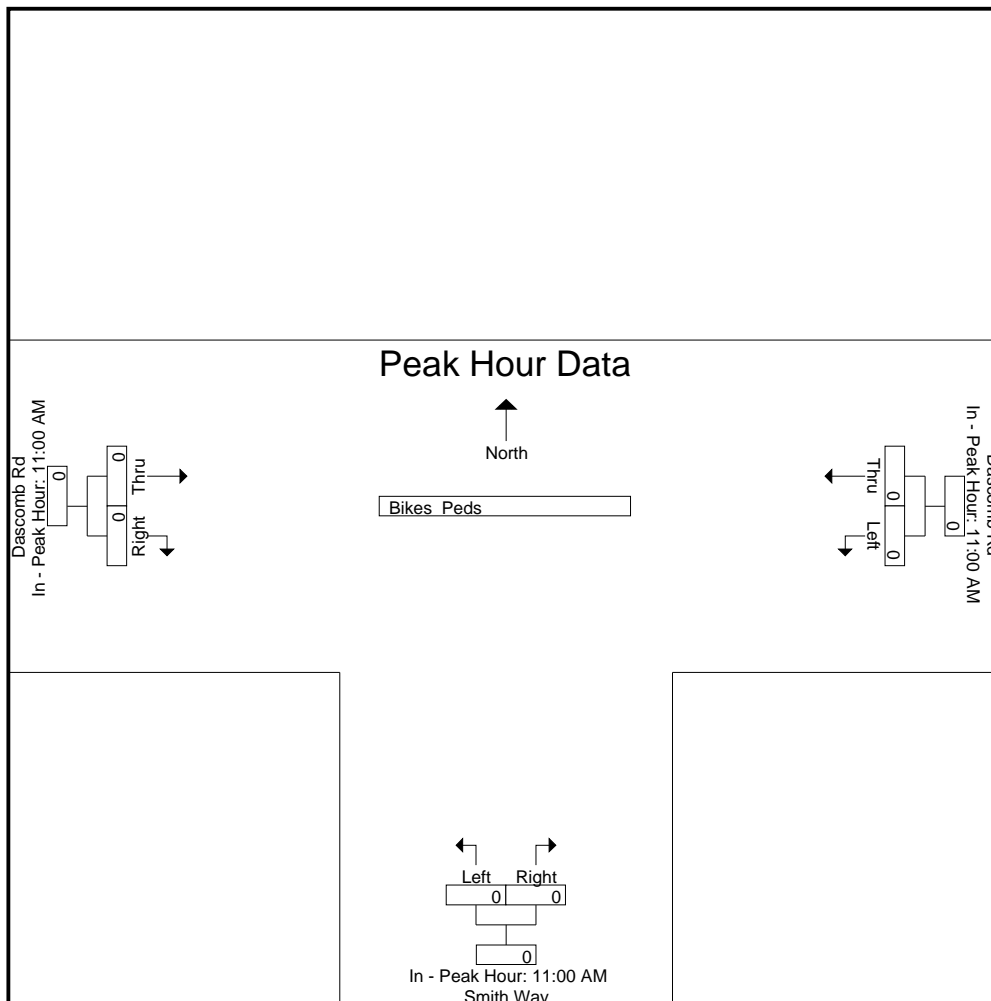 Peak Hour Data
North
Bikes  Peds
Dascomb Rd
In - Peak Hour: 11:00 AM
0
0
0
Thru
Right
Thru
Left
0
0
0
In - Peak Hour: 11:00 AM
Dascomb Rd
Left
Right
0
0
0
In - Peak Hour: 11:00 AM
Smith Way